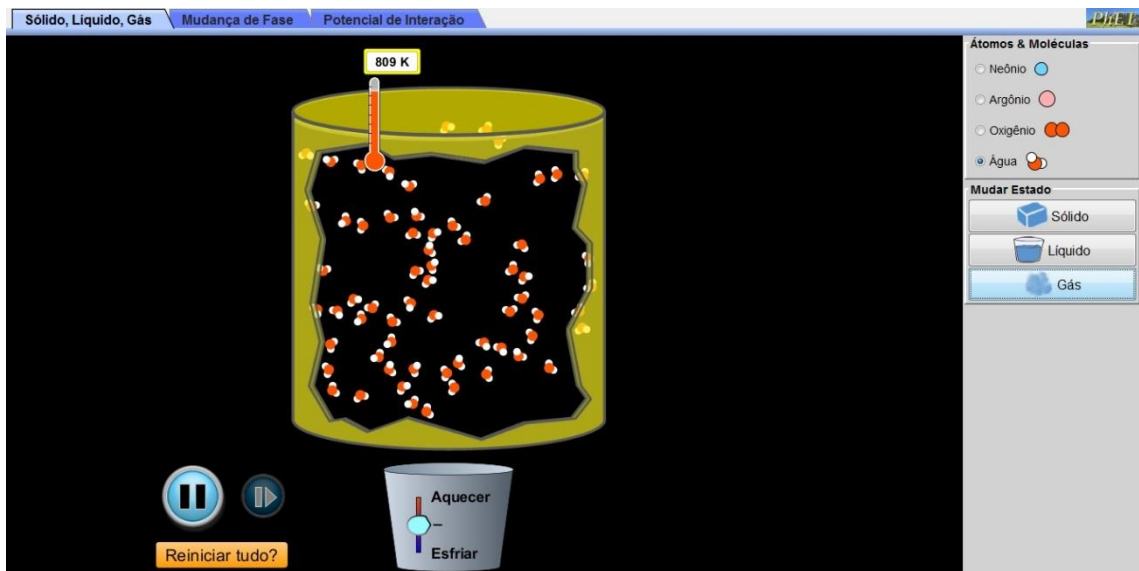 Sólido, Líquido, Gás
Mudança de Fase
Potencial de Interação
PhET
809 K
Átomos & Moléculas
Neônio
Argônio
Oxigênio
Água
Mudar Estado
Sólido
Líquido
Gás
Aquecer
Esfriar
Reiniciar tudo?